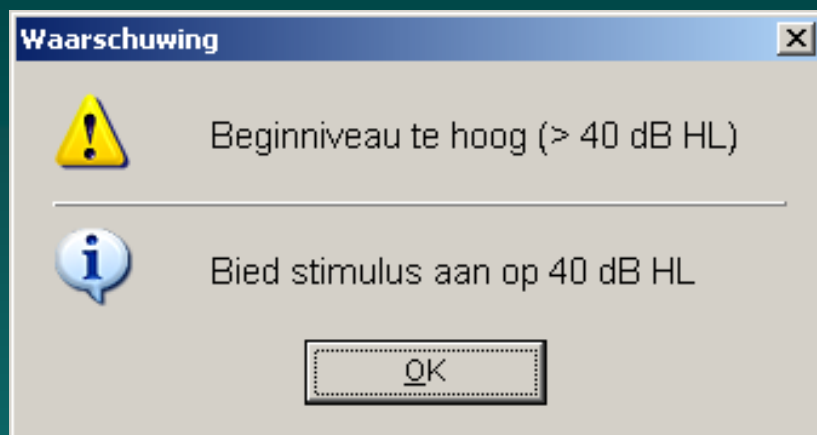 Waarschuwing
Beginniveau te hoog (> 40 dB HL)
Bied stimulus aan op 40 dB HL
OK